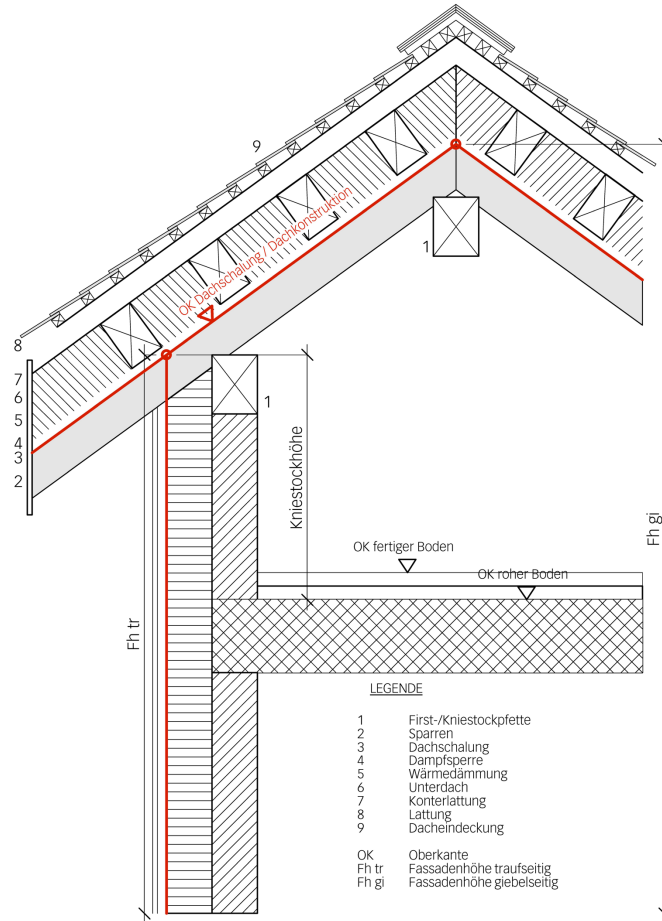 9
OK Dachschalung / Dachkonstruktion
1
8
7
6
5
4
3
2
1
Kniestockhöhe
Fh tr
Fh gi
OK fertiger Boden
OK roher Boden
LEGENDE
1 First-/Kniestockpfette
2 Sparren
3 Dachschalung
4 Dampfsperre
5 Wärmedämmung
6 Unterdach
7 Konterlattung
8 Lattung
9 Dacheindeckung
OK Oberkante
Fh tr Fassadenhöhe traufseitig
Fh gi Fassadenhöhe giebelseitig